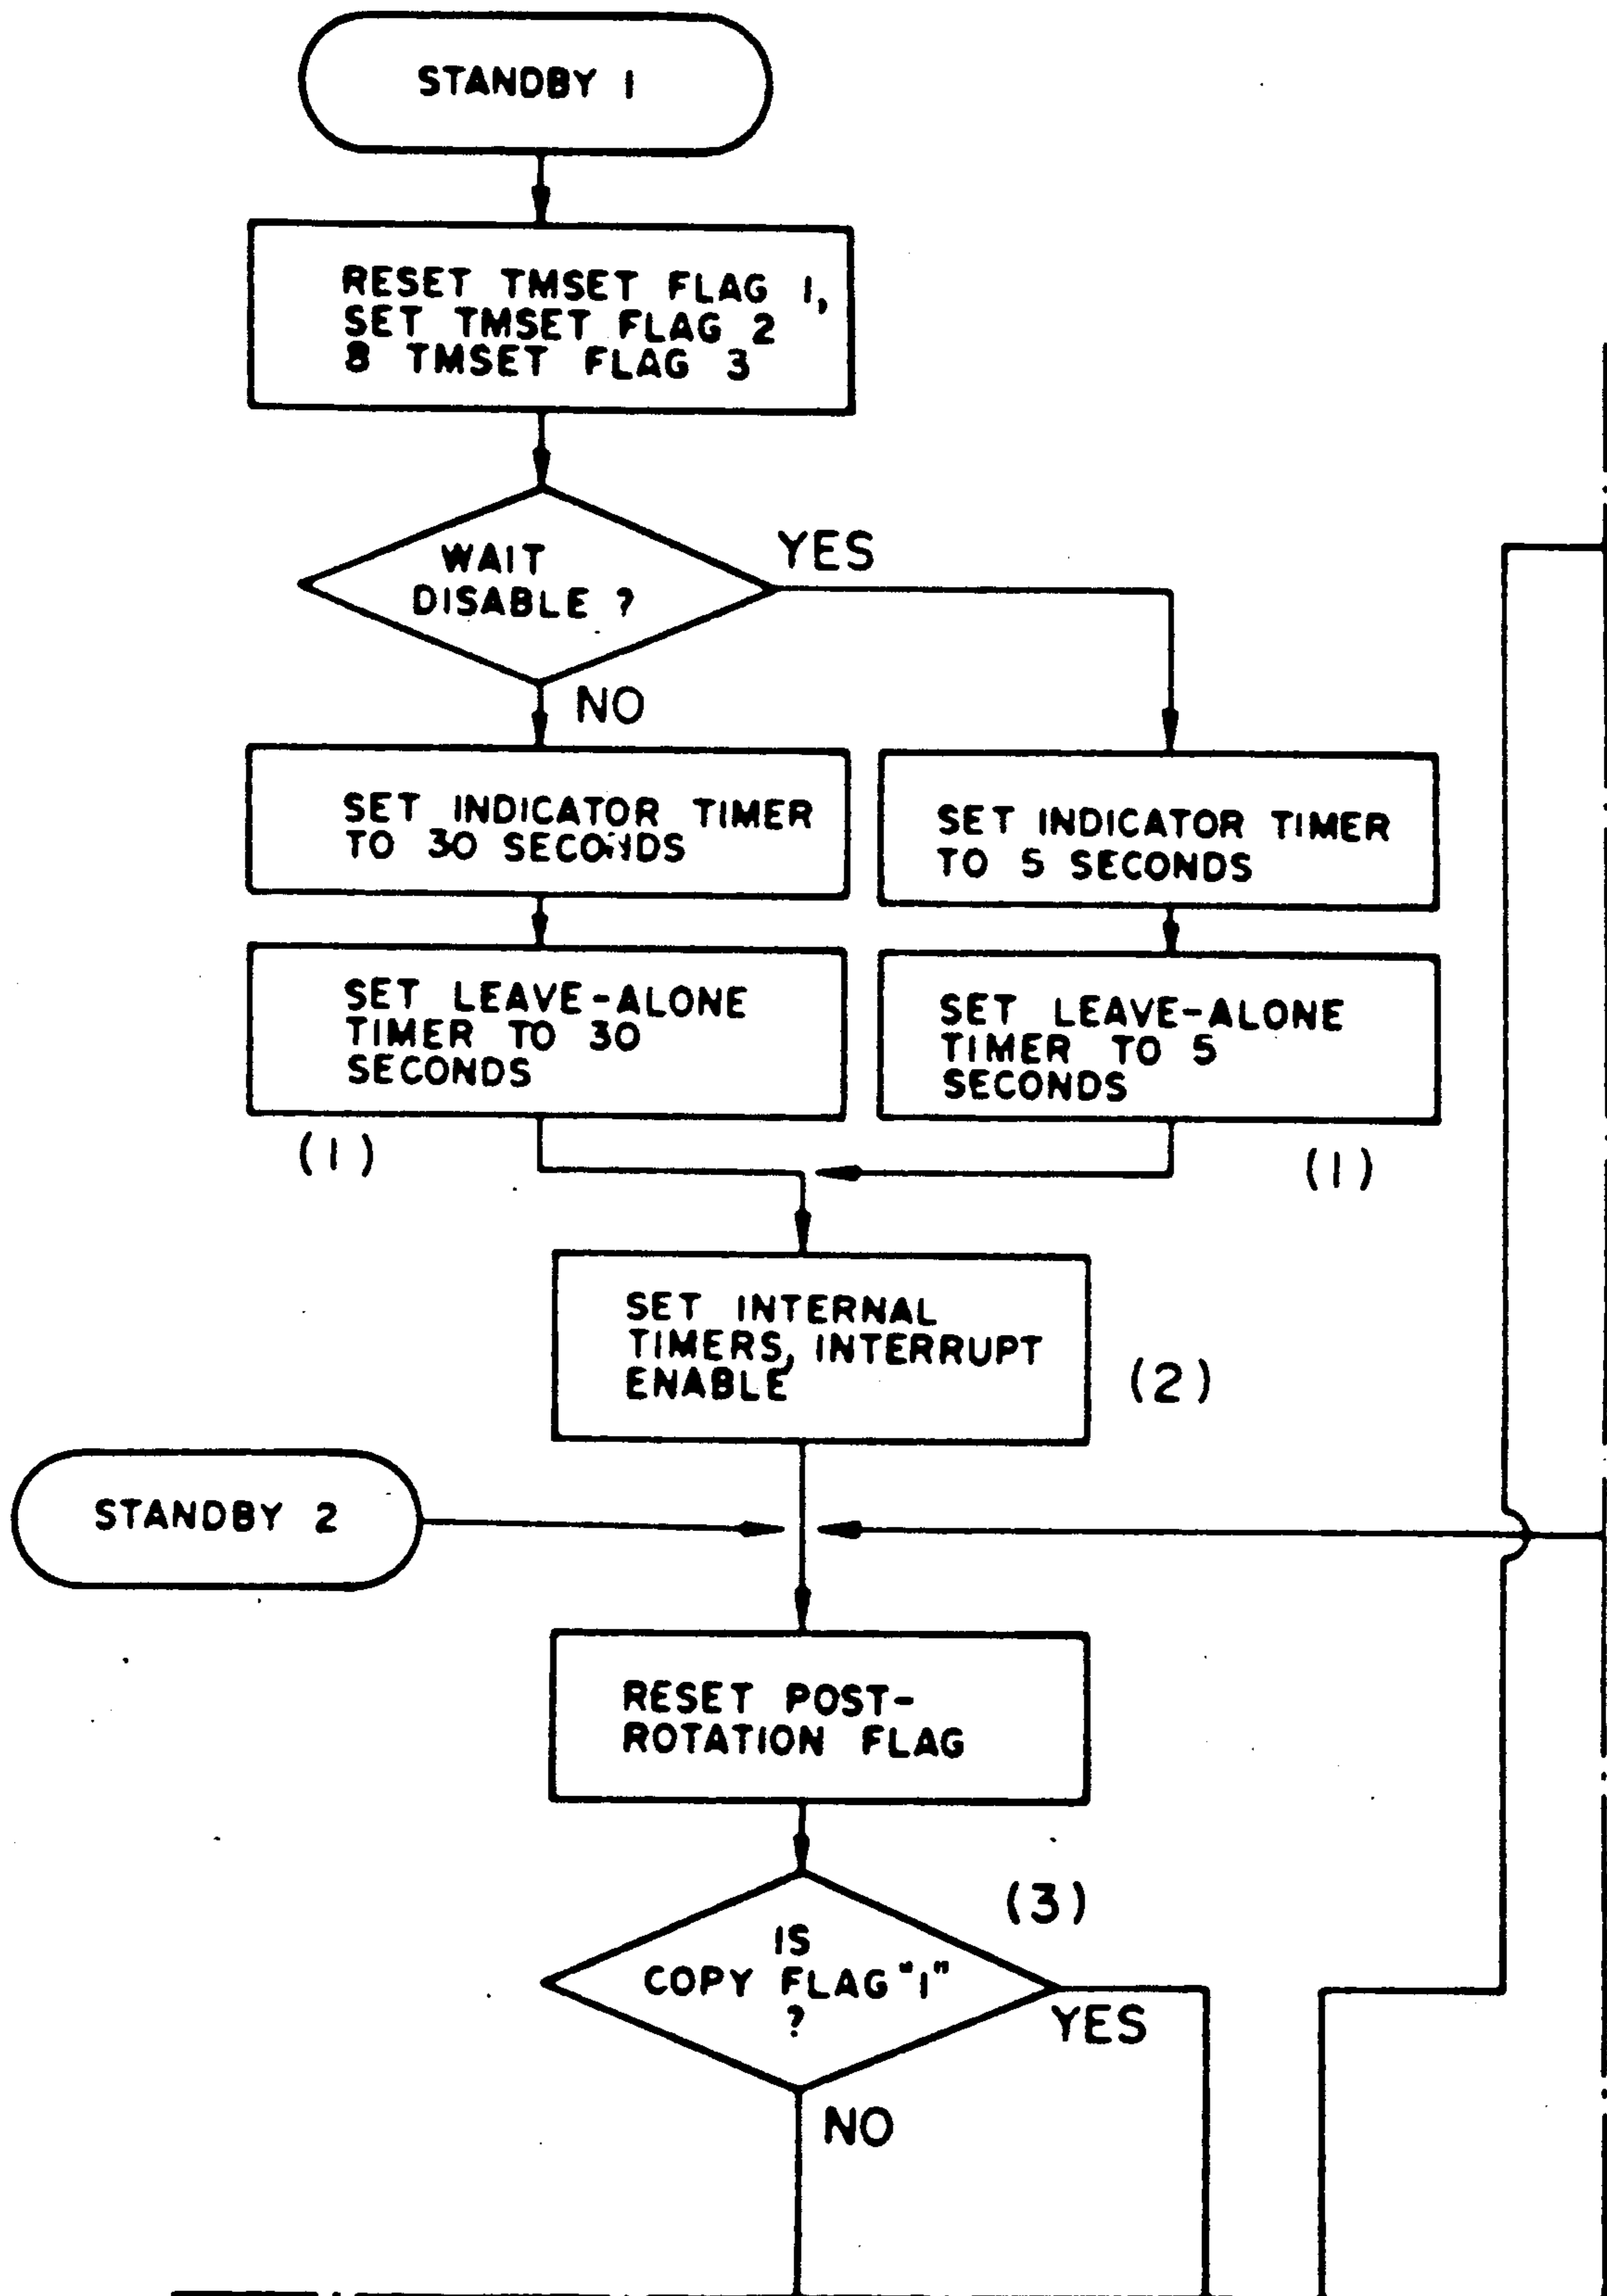 STANDBY 1
RESET TMSET FLAG 1,
SET TMSET FLAG 2
& TMSET FLAG 3
WAIT
DISABLE ?
YES
NO
SET INDICATOR TIMER
TO 30 SECONDS
SET INDICATOR TIMER
TO 5 SECONDS
SET LEAVE-ALONE
TIMER TO 30
SECONDS
SET LEAVE-ALONE
TIMER TO 5
SECONDS
(1)
(1)
SET INTERNAL
TIMERS, INTERRUPT
ENABLE
(2)
STANDBY 2
RESET POST-
ROTATION FLAG
(3)
IS
COPY FLAG "1"
?
YES
NO